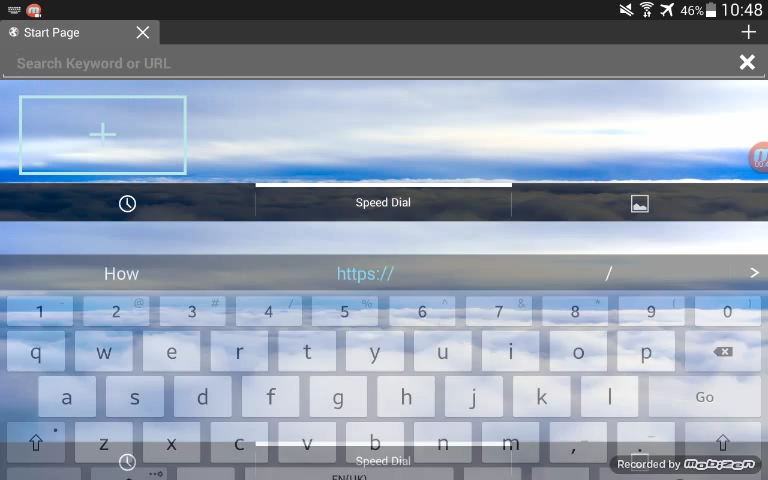 46% 10:48
Start Page
Search Keyword or URL
Speed Dial
How https:// /
1 2 3 4 5 6 7 8 9 0
q w e r t y u i o p
a s d f g h j k l Go
z x c v b n m , .
Speed Dial
Recorded by mobizen
EN(UK)